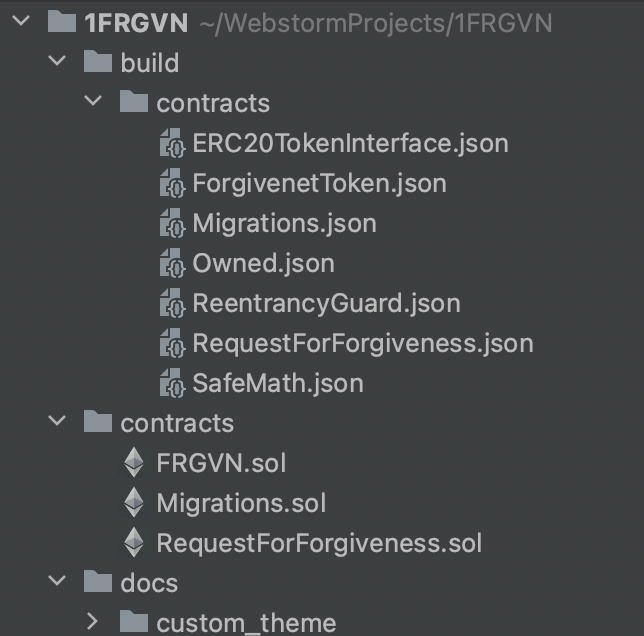 1FRGVN ~/WebstormProjects/1FRGVN
build
contracts
ERC20TokenInterface.json
ForgivenetToken.json
Migrations.json
Owned.json
ReentrancyGuard.json
RequestForForgiveness.json
SafeMath.json
contracts
FRGVN.sol
Migrations.sol
RequestForForgiveness.sol
docs
custom_theme